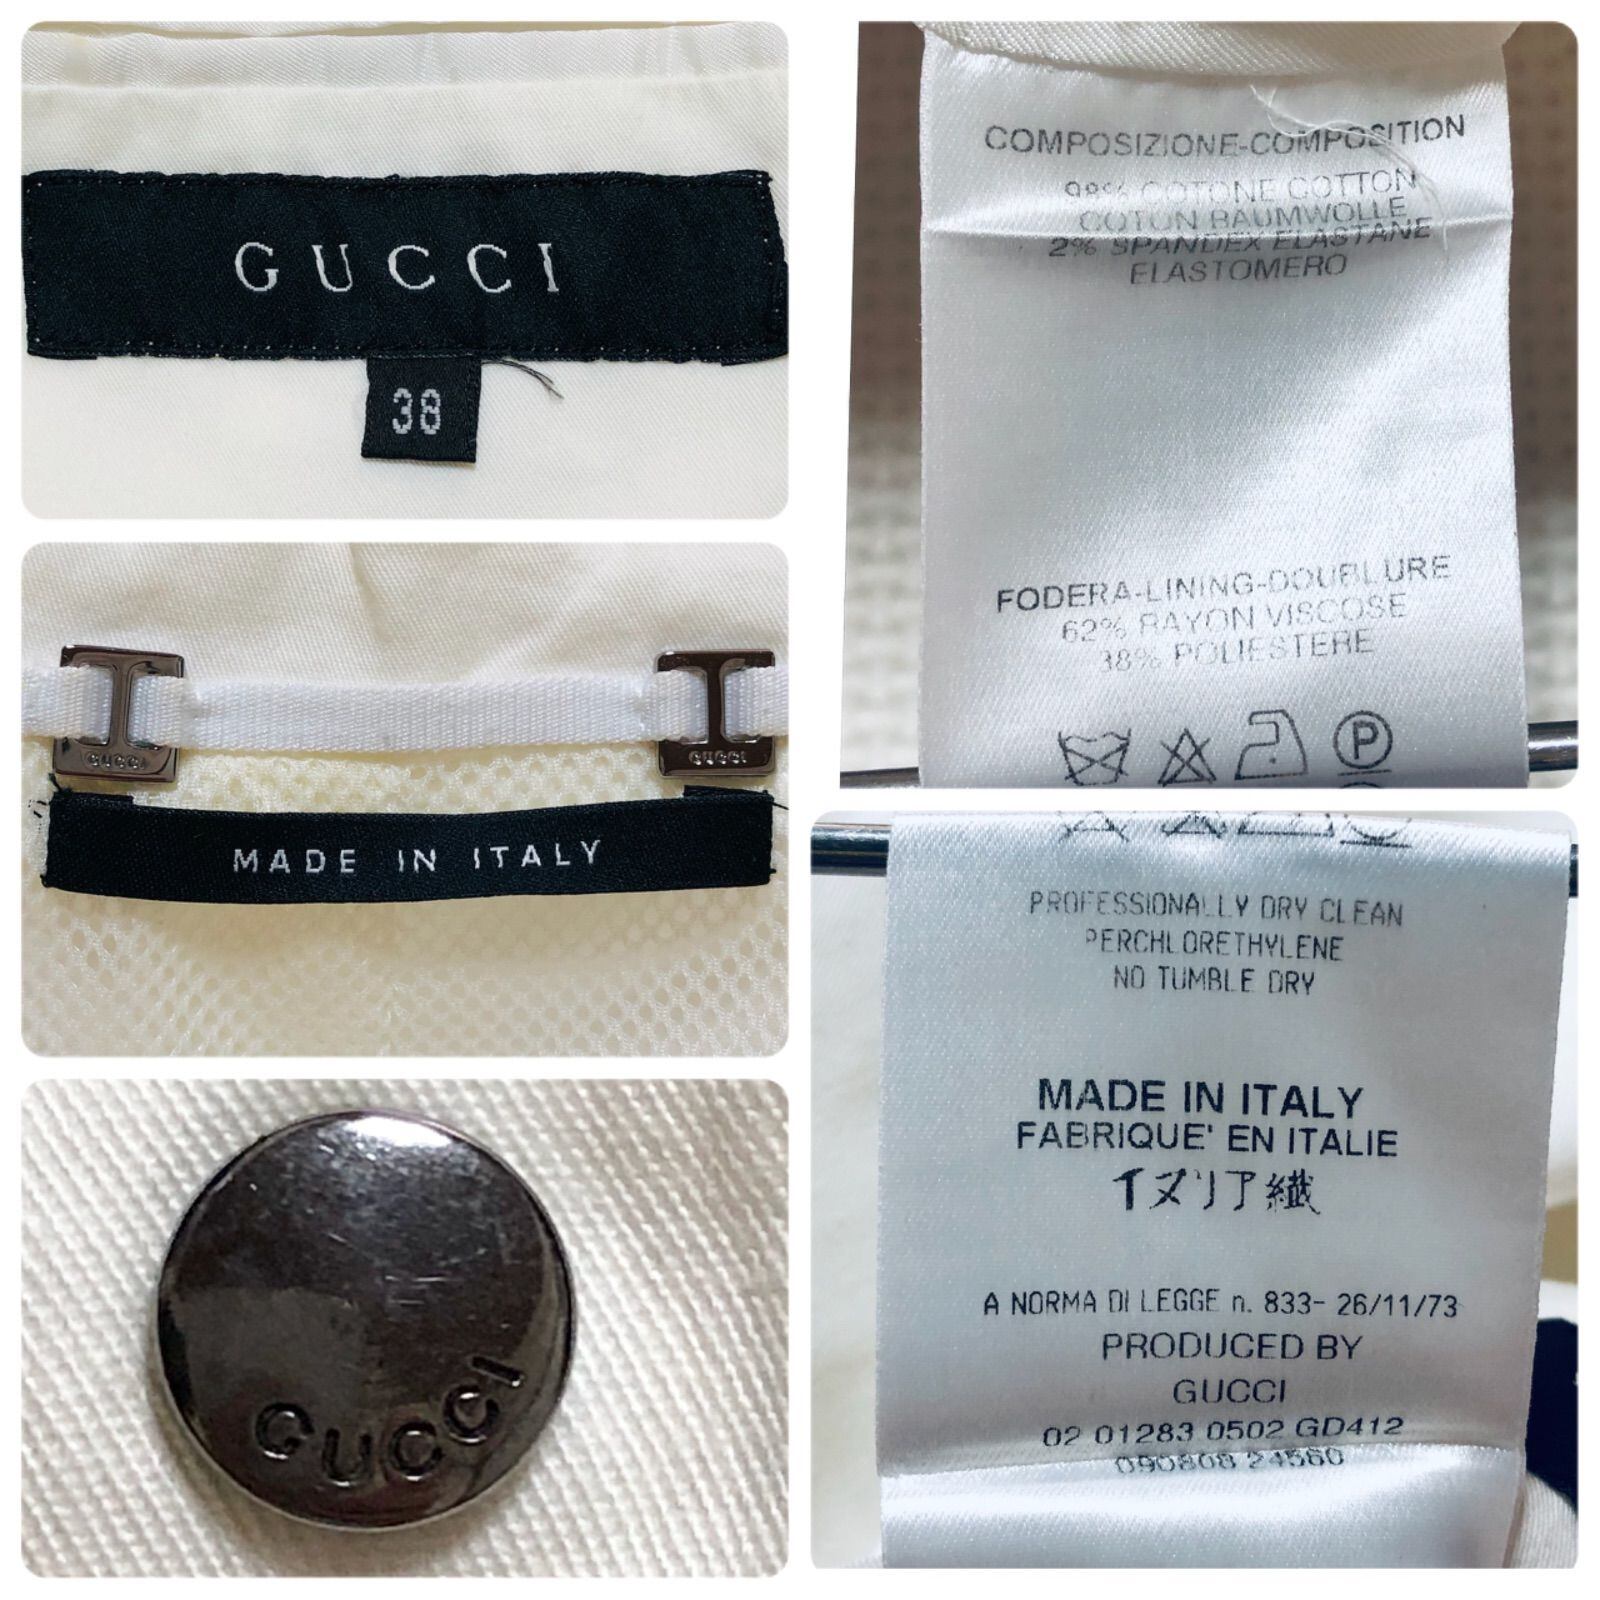 GUCCI
38
GUCCI GUCCI
MADE IN ITALY
GUCCI
COMPOSIZIONE-COMPOSITION
98% COTONE COTTON
COTON BAUMWOLLE
2% SPANDEX ELASTANE
ELASTOMERO
FODERA-LINING-DOUBLURE
62% RAYON VISCOSE
38% POLIESTERE
P
PROFESSIONALLY DRY CLEAN
PERCHLORETHYLENE
NO TUMBLE DRY
MADE IN ITALY
FABRIQUE' EN ITALIE
イヌリア織
A NORMA DI LEGGE n. 833- 26/11/73
PRODUCED BY
GUCCI
02 01283 0502 GD412
090808 24560